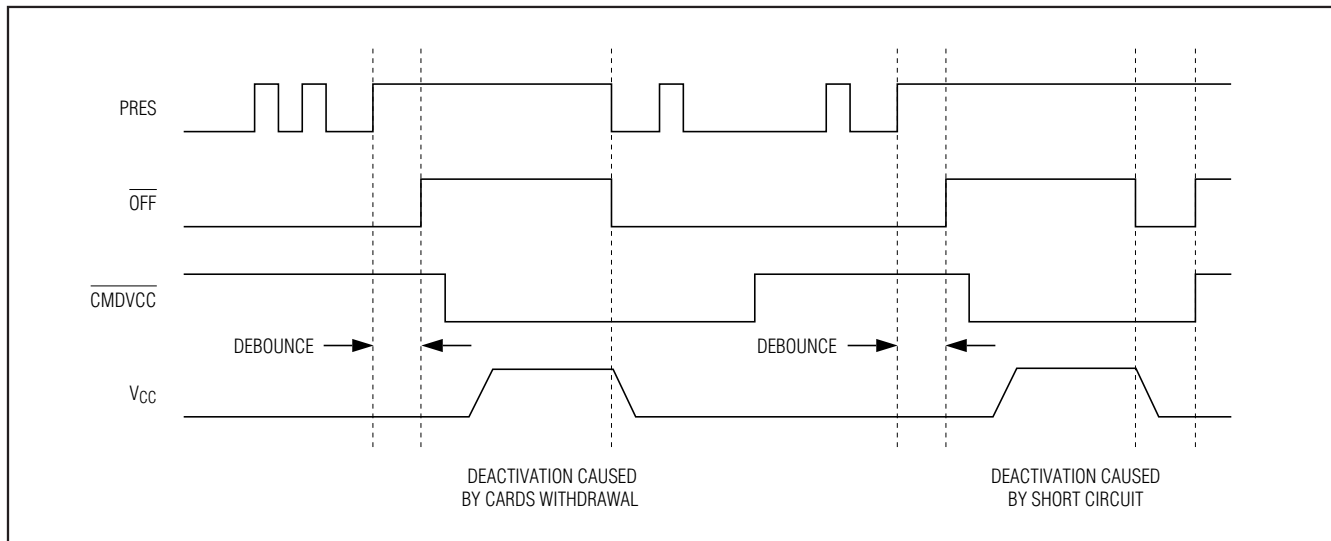 PRES
OFF
CMDVCC
DEBOUNCE
DEBOUNCE
VCC
DEACTIVATION CAUSED
BY CARDS WITHDRAWAL
DEACTIVATION CAUSED
BY SHORT CIRCUIT